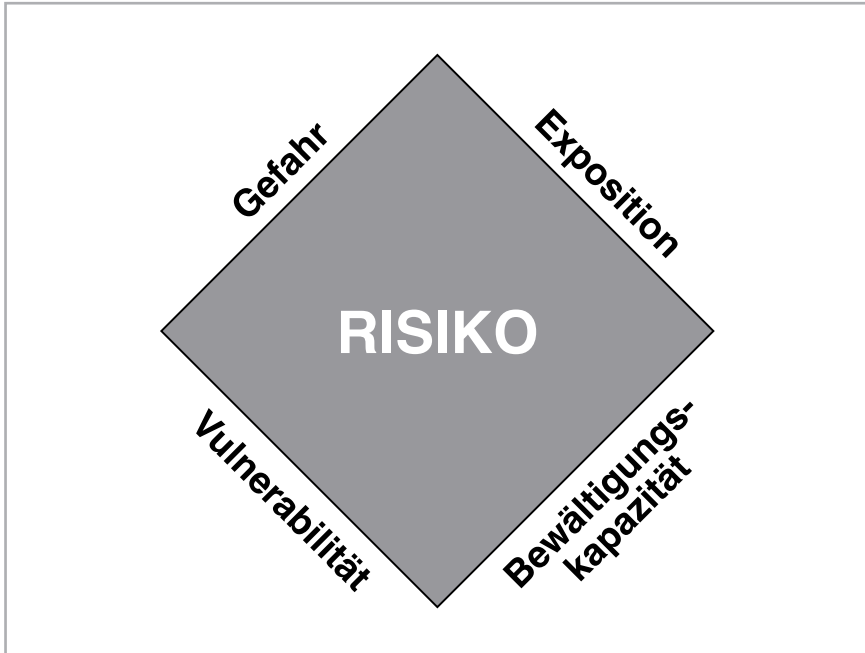 Gefahr
Exposition
RISIKO
Vulnerabilität
Bewältigungs-
kapazität